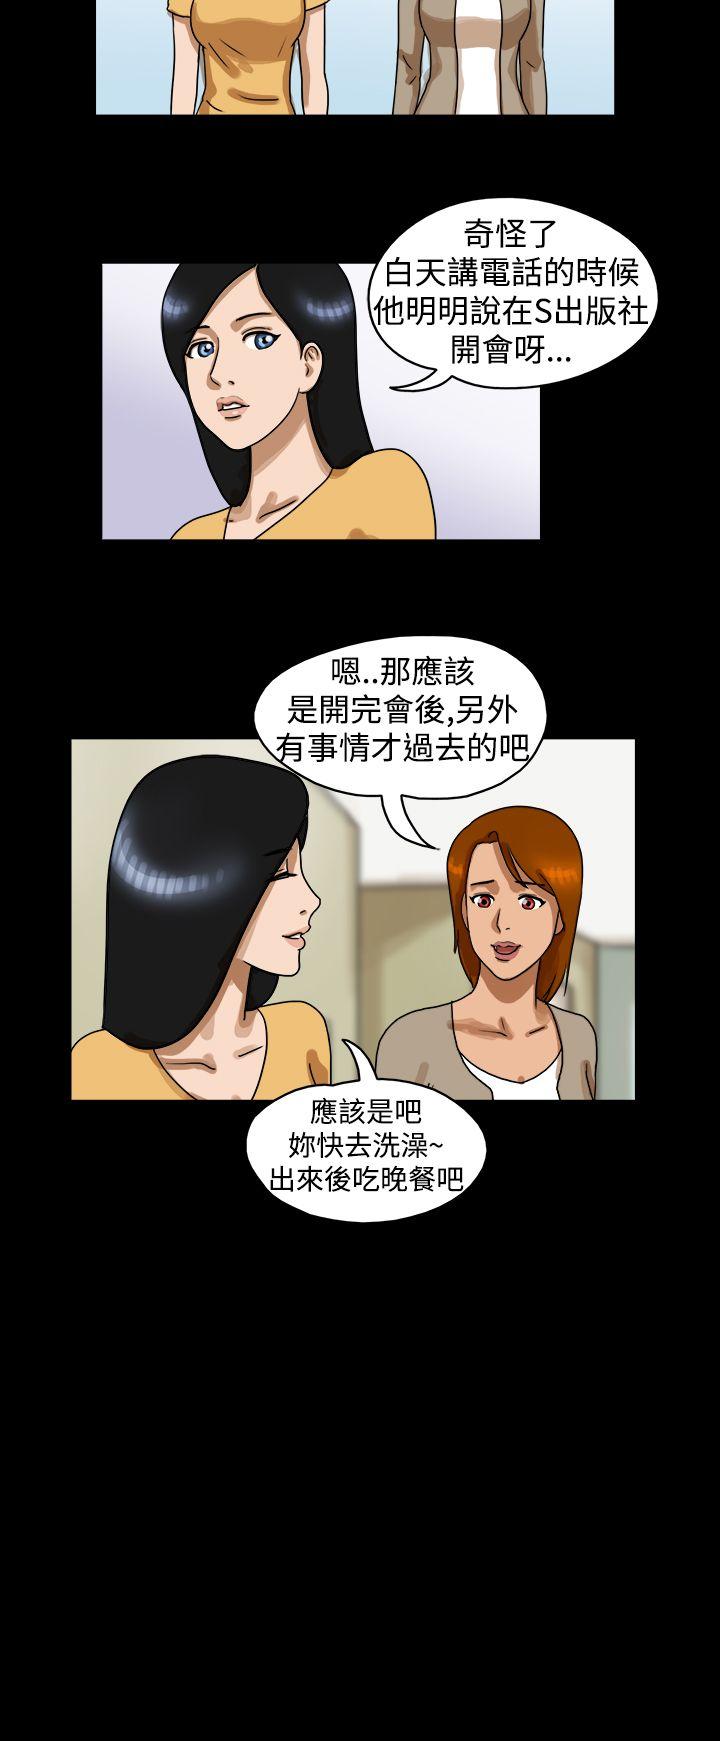 奇怪了
白天講電話的時候
他明明說在S出版社
開會呀...
嗯..那應該
是開完會後,另外
有事情才過去的吧
應該是吧
妳快去洗澡~
出來後吃晚餐吧